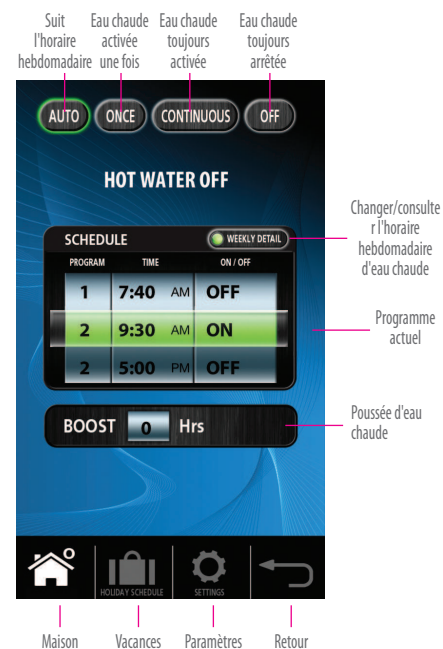 Suit
l'horaire
hebdomadaire
Eau chaude
activée
une fois
Eau chaude
toujours
activée
Eau chaude
toujours
arrêtée
AUTO
ONCE
CONTINUOUS
OFF
HOT WATER OFF
SCHEDULE
WEEKLY DETAIL
PROGRAM TIME ON / OFF
1 7:40 AM OFF
2 9:30 AM ON
2 5:00 PM OFF
Changer/consulte
r l'horaire
hebdomadaire
d'eau chaude
Programme
actuel
BOOST 0 Hrs
Poussée d'eau
chaude
HOLIDAY SCHEDULE
SETTINGS
Maison
Vacances
Paramètres
Retour